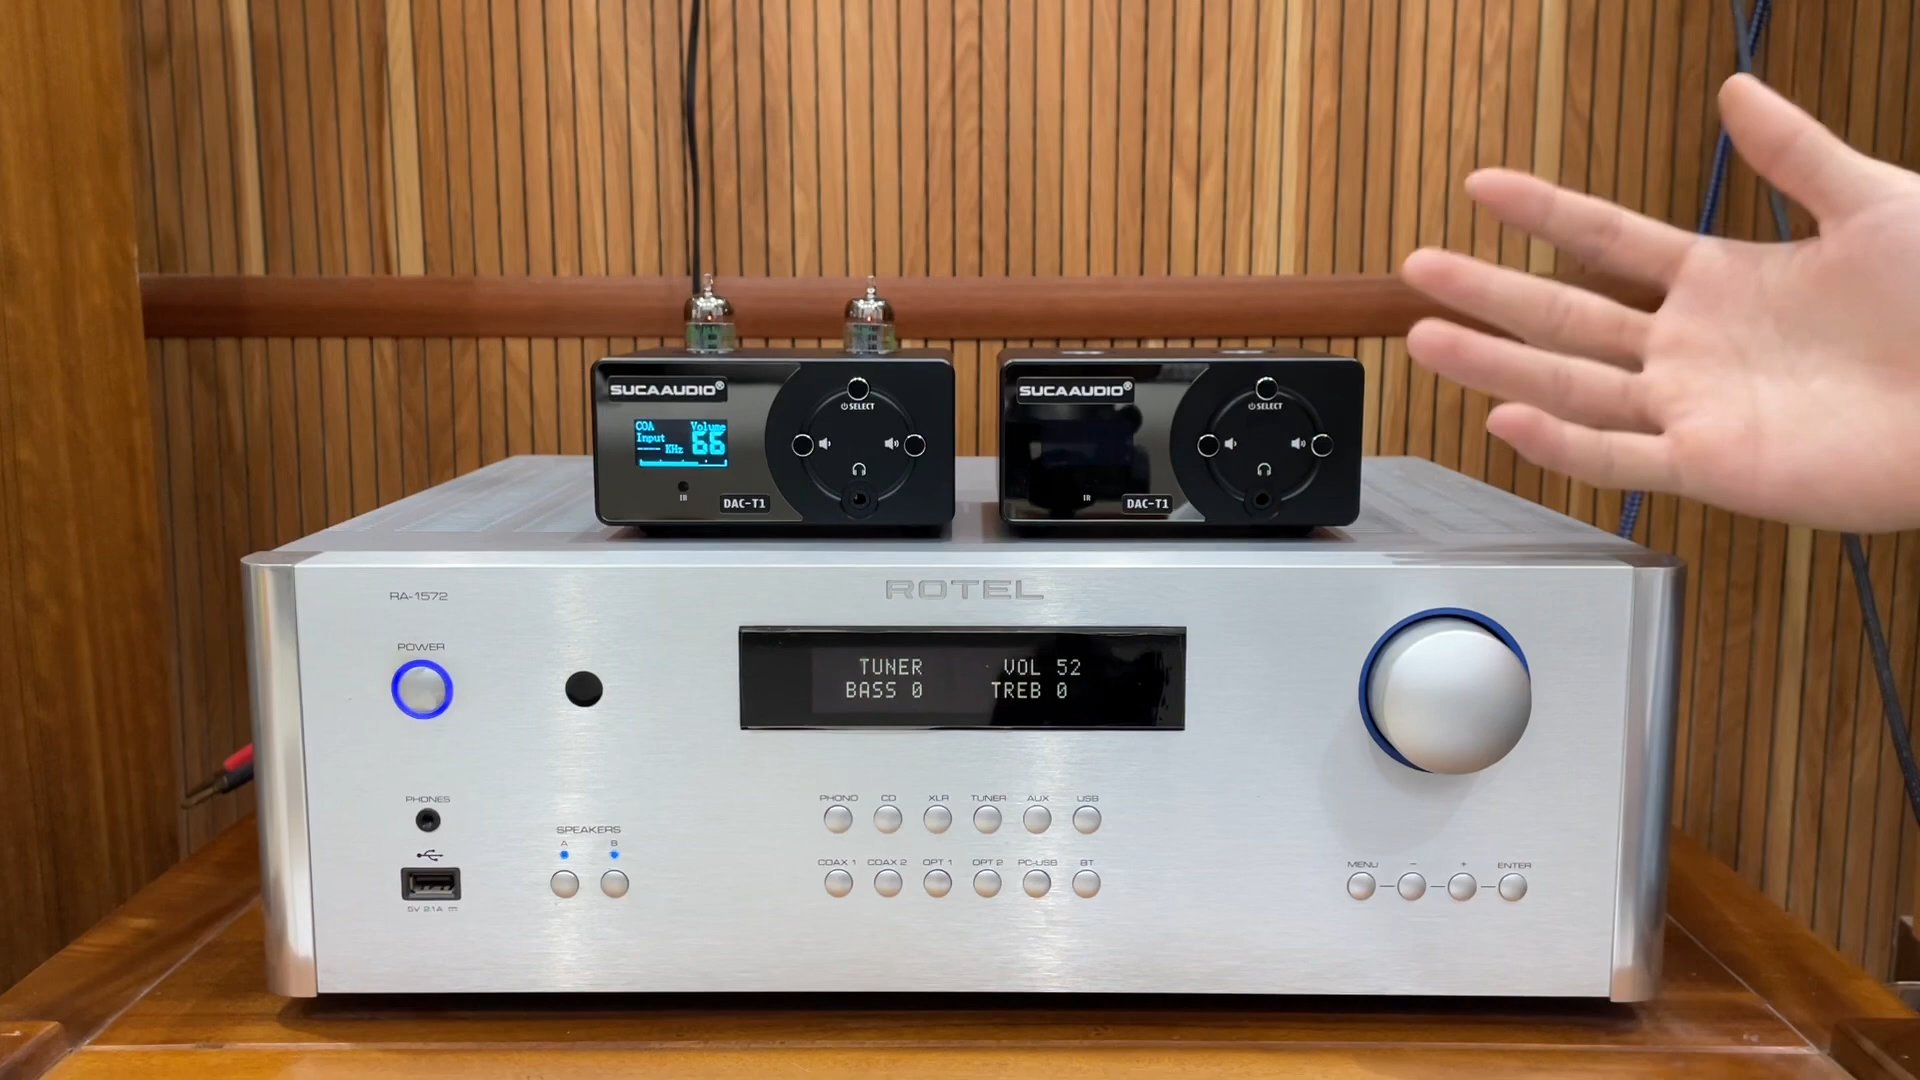 SUCAAUDIO®
SELECT
COA Volume
Input 66
KHz
IR
DAC-T1
SUCAAUDIO®
SELECT
IR
DAC-T1
ROTEL
RA-1572
POWER
TUNER VOL 52
BASS 0 TREB 0
PHONES
5V 2.1A
SPEAKERS
A B
PHONO CD XLR TUNER AUX USB
COAX 1 COAX 2 OPT 1 OPT 2 PC-USB BT
MENU - + ENTER